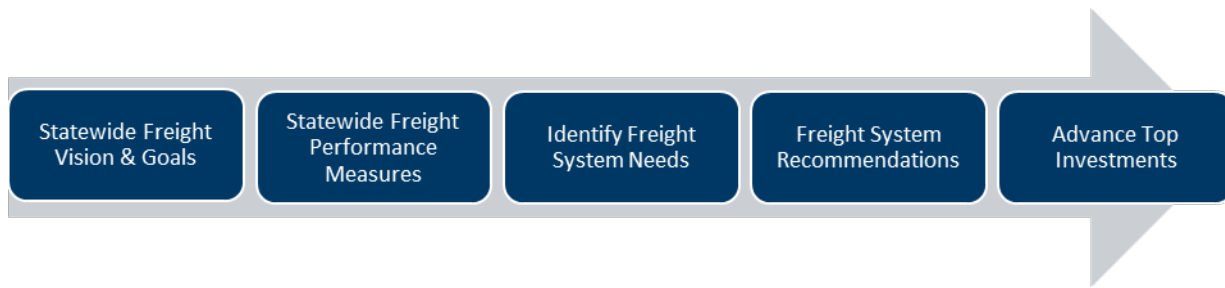 Statewide Freight
Vision & Goals
Statewide Freight
Performance
Measures
Identify Freight
System Needs
Freight System
Recommendations
Advance Top
Investments